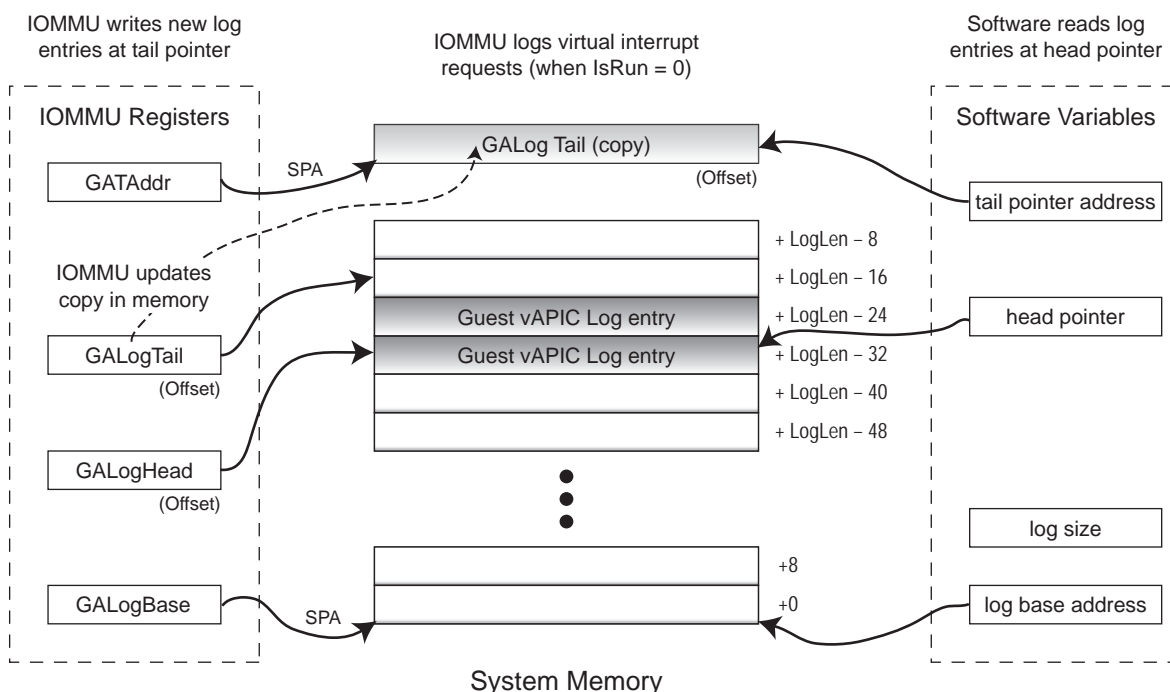 IOMMU writes new log
entries at tail pointer
IOMMU logs virtual interrupt
requests (when IsRun = 0)
Software reads log
entries at head pointer
IOMMU Registers
GATAddr
SPA
IOMMU updates
copy in memory
GALogTail
(Offset)
GALogHead
(Offset)
GALogBase
SPA
GALog Tail (copy)
(Offset)
+ LogLen – 8
+ LogLen – 16
Guest vAPIC Log entry
+ LogLen – 24
Guest vAPIC Log entry
+ LogLen – 32
+ LogLen – 40
+ LogLen – 48
+8
+0
System Memory
Software Variables
tail pointer address
head pointer
log size
log base address